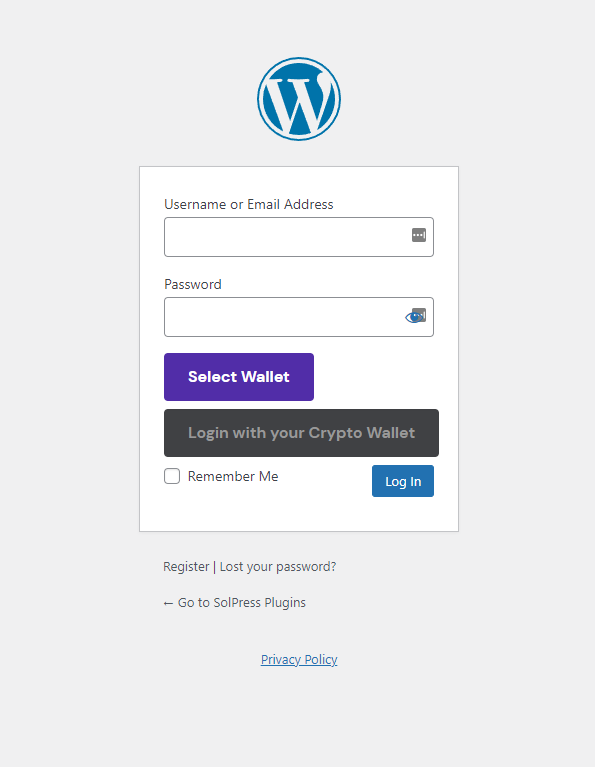 Username or Email Address
Password
Select Wallet
Login with your Crypto Wallet
Remember Me
Log In
Register | Lost your password?
← Go to SolPress Plugins
Privacy Policy